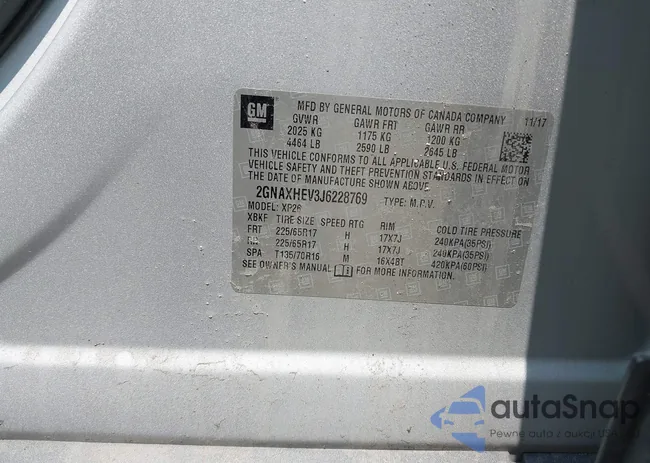 GM
MFD BY GENERAL MOTORS OF CANADA COMPANY 11/17
GVWR GAWR FRT GAWR RR
2025 KG 1175 KG 1200 KG
4464 LB 2590 LB 2645 LB
THIS VEHICLE CONFORMS TO ALL APPLICABLE U.S. FEDERAL MOTOR
VEHICLE SAFETY AND THEFT PREVENTION STANDARDS IN EFFECT ON
THE DATE OF MANUFACTURE SHOWN ABOVE.
2GNAXHEV3J6228769 TYPE: M.P.V.
MODEL: XP26
XBKF TIRE SIZE SPEED RTG RIM COLD TIRE PRESSURE
FRT 225/65R17 H 17X7J 240KPA(35PSI)
RR 225/65R17 H 17X7J 240KPA(35PSI)
SPA T135/70R16 M 16X4BT 420KPA(60PSI)
SEE OWNER'S MANUAL FOR MORE INFORMATION.
autaSnap
Pewne auta z aukcji USA